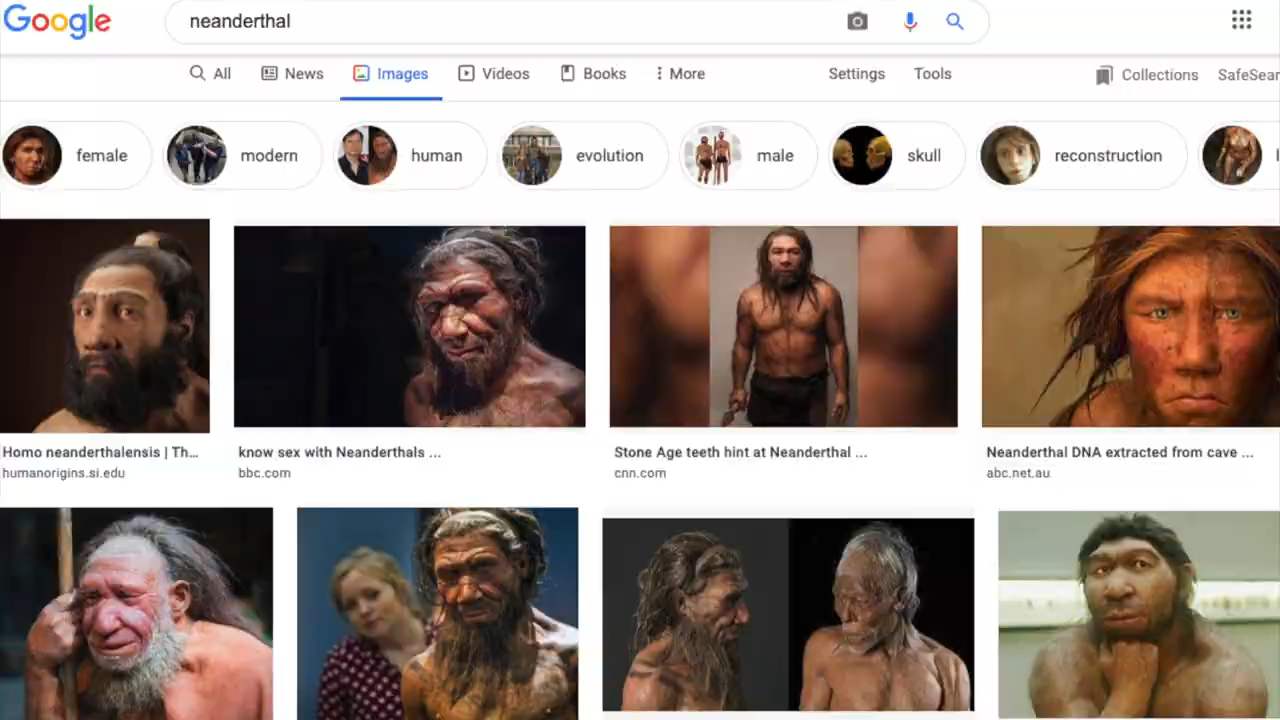 Google neanderthal
All News Images Videos Books More Settings Tools Collections
female modern human evolution male skull reconstruction
Homo neanderthalensis | Th... know sex with Neanderthals ... Stone Age teeth hint at Neanderthal ... Neanderthal DNA extracted from cave ...
humanorigins.si.edu bbc.com cnn.com abc.net.au